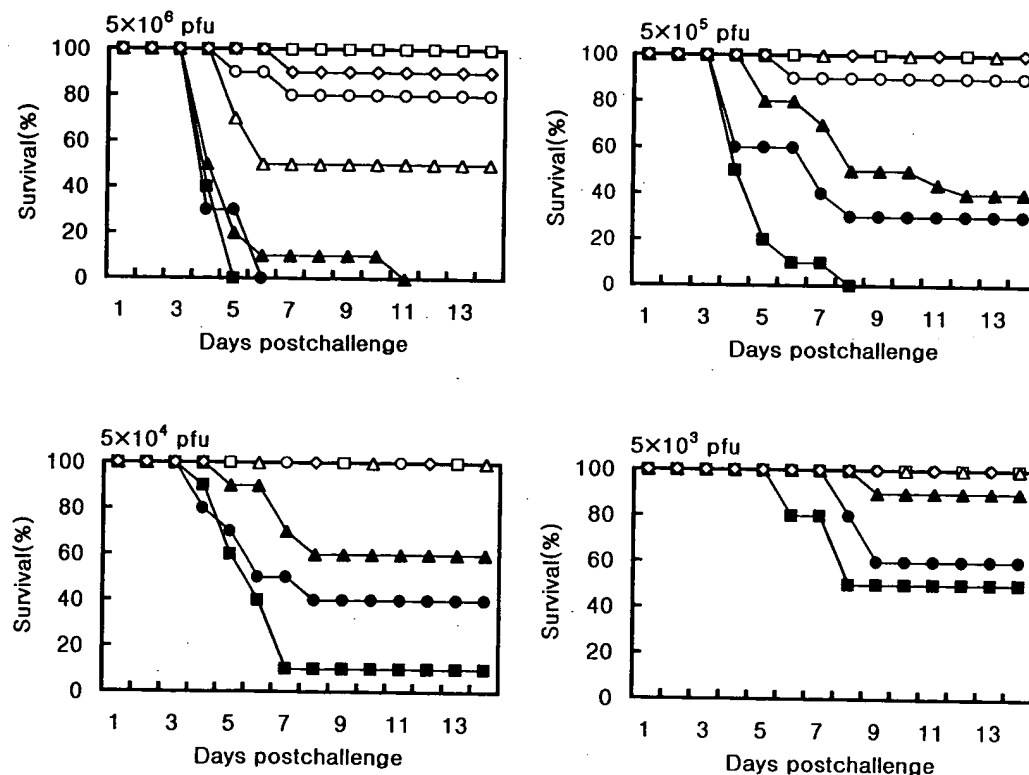 5×10⁶ pfu
100
80
60
40
20
0
Survival(%)
1 3 5 7 9 11 13
Days postchallenge
5×10⁵ pfu
100
80
60
40
20
0
Survival(%)
1 3 5 7 9 11 13
Days postchallenge
5×10⁴ pfu
100
80
60
40
20
0
Survival(%)
1 3 5 7 9 11 13
Days postchallenge
5×10³ pfu
100
80
60
40
20
0
Survival(%)
1 3 5 7 9 11 13
Days postchallenge